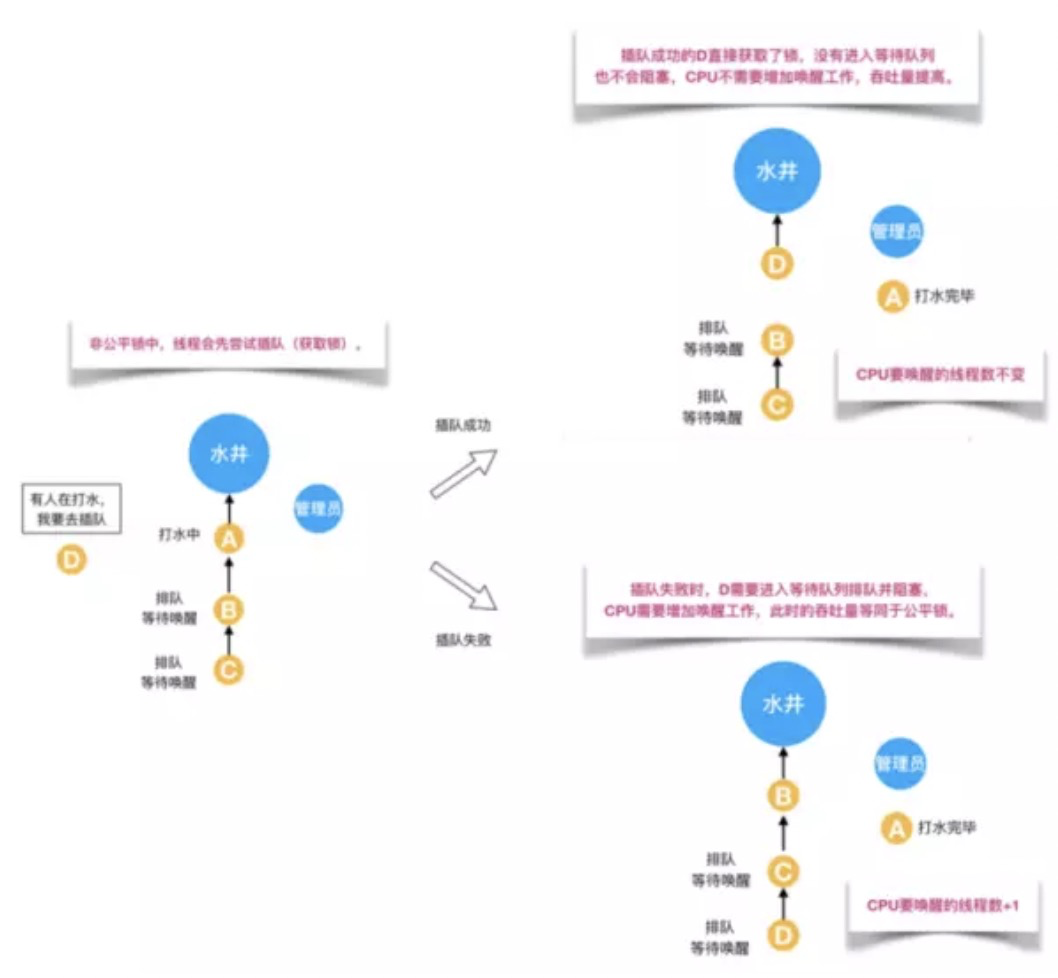 非公平锁中，线程会先尝试插队（获取锁）。
水井
有人在打水，
我要去插队
D
管理员
打水中
A
排队
等待唤醒
B
排队
等待唤醒
C
插队成功
插队失败
插队成功的D直接获取了锁，没有进入等待队列
也不会阻塞，CPU不需要增加唤醒工作，吞吐量提高。
水井
管理员
D
A
打水完毕
排队
等待唤醒
B
CPU要唤醒的线程数不变
排队
等待唤醒
C
插队失败时，D需要进入等待队列排队并阻塞，
CPU需要增加唤醒工作，此时的吞吐量等同于公平锁。
水井
管理员
B
A
打水完毕
排队
等待唤醒
C
CPU要唤醒的线程数+1
排队
等待唤醒
D